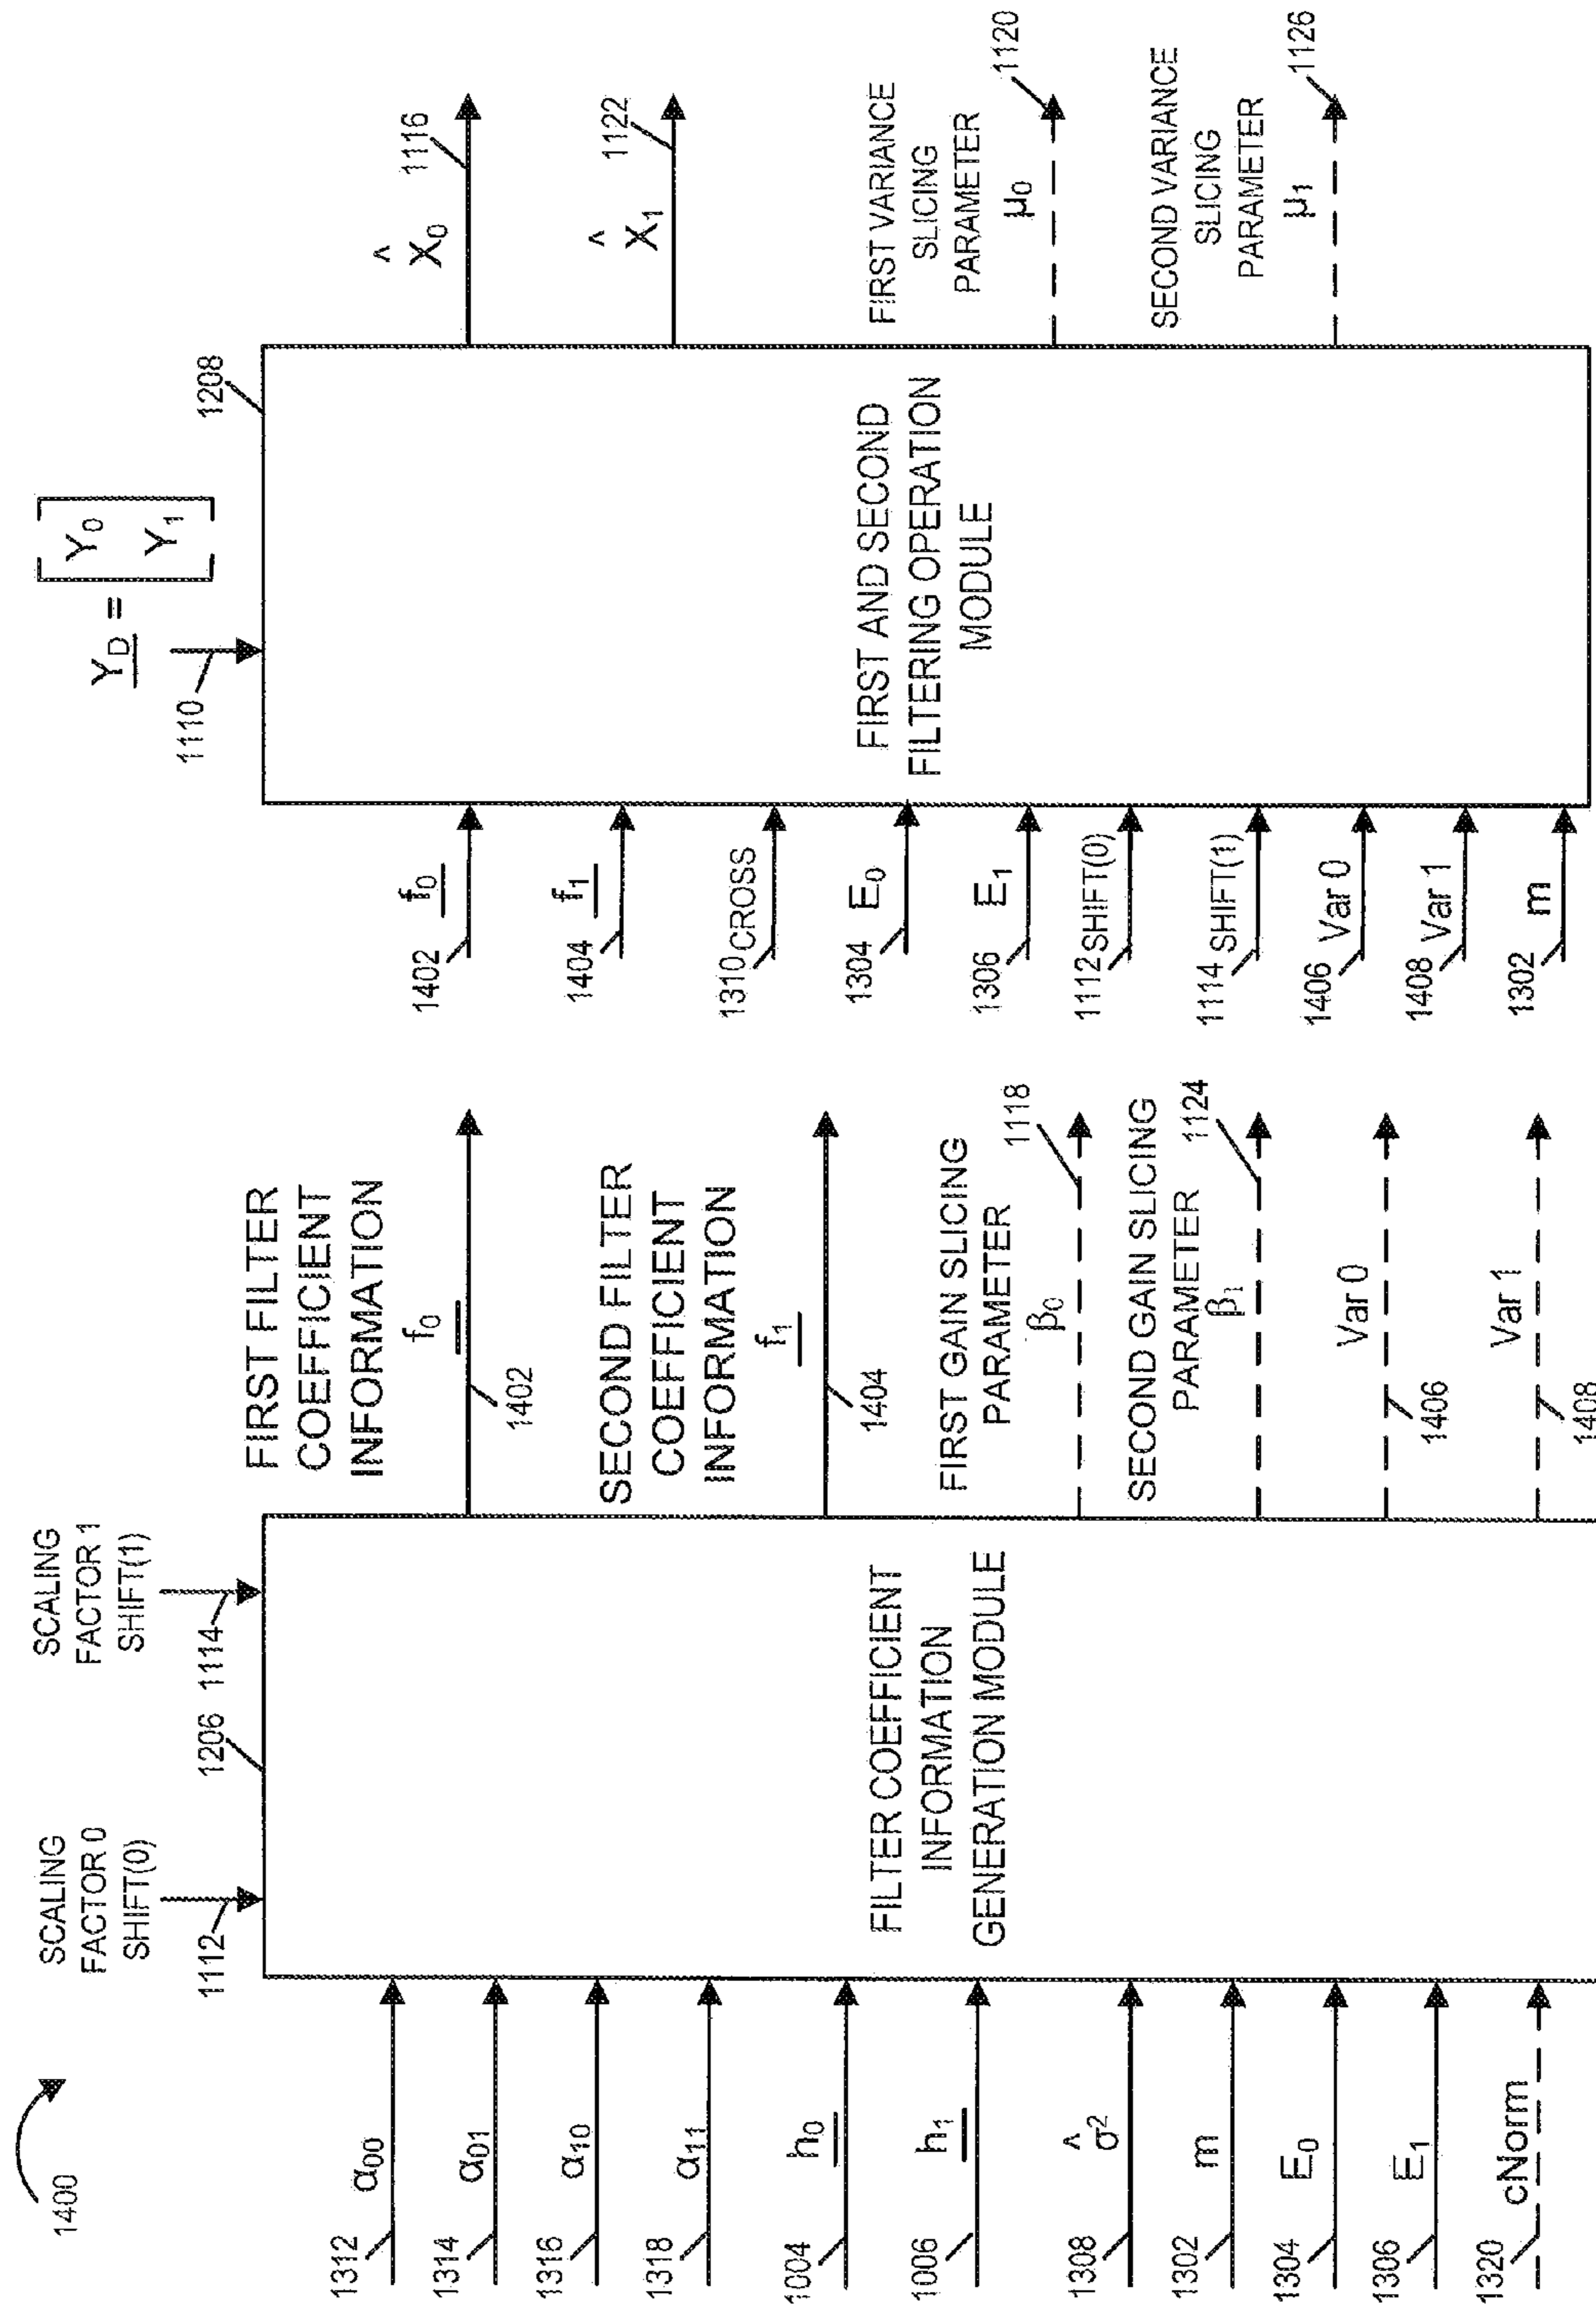 1400
SCALING
FACTOR 0
SHIFT(0)
1112
1206
SCALING
FACTOR 1
SHIFT(1)
1114
1312
α00
1314
α01
1316
α10
1318
α11
1004
h0
1006
h1
1308
^
σ2
1302
m
1304
E0
1306
E1
1320
cNorm
FILTER COEFFICIENT
INFORMATION
GENERATION MODULE
FIRST FILTER
COEFFICIENT
INFORMATION
f0
1402
SECOND FILTER
COEFFICIENT
INFORMATION
f1
1404
FIRST GAIN SLICING
PARAMETER
β0
1118
SECOND GAIN SLICING
PARAMETER
β1
1124
Var 0
1406
Var 1
1408
YD = [ Y0
Y1 ]
1110
1208
1402
f0
1404
f1
1310 CROSS
1304 E0
1306 E1
1112 SHIFT(0)
1114 SHIFT(1)
1406 Var 0
1408 Var 1
1302 m
FIRST AND SECOND
FILTERING OPERATION
MODULE
^
X0
1116
^
X1
1122
FIRST VARIANCE
SLICING
PARAMETER
μ0
1120
SECOND VARIANCE
SLICING
PARAMETER
μ1
1126